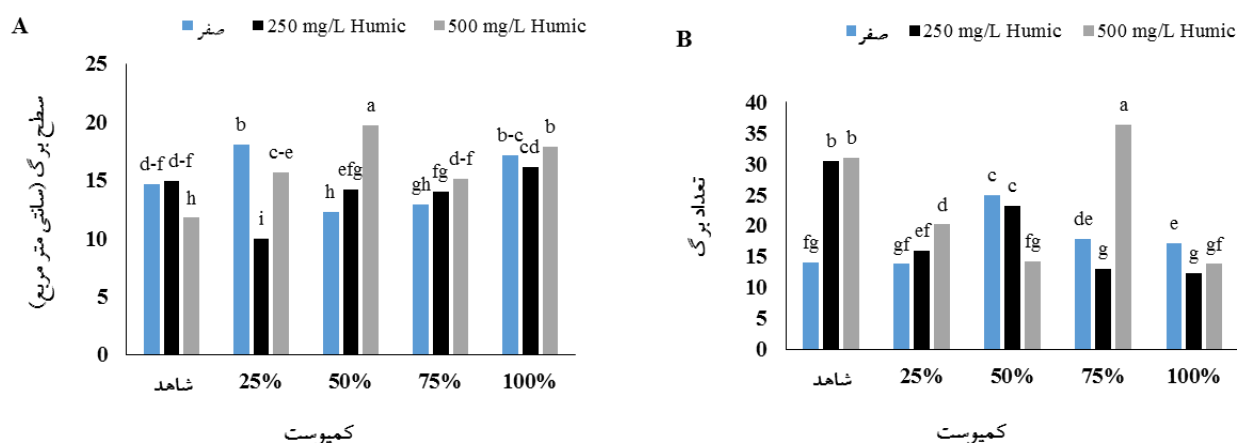 A
صفر 250 mg/L Humic 500 mg/L Humic
سطح برگ (سانتی متر مربع)
25
20
15
10
5
0
d-f d-f h
b i c-e
h efg a
gh fg d-f
b-c cd b
شاهد 25% 50% 75% 100%
کمپوست
B
صفر 250 mg/L Humic 500 mg/L Humic
تعداد برگ
40
35
30
25
20
15
10
5
0
fg b b
gf ef d
c c fg
de g a
e g gf
شاهد 25% 50% 75% 100%
کمپوست